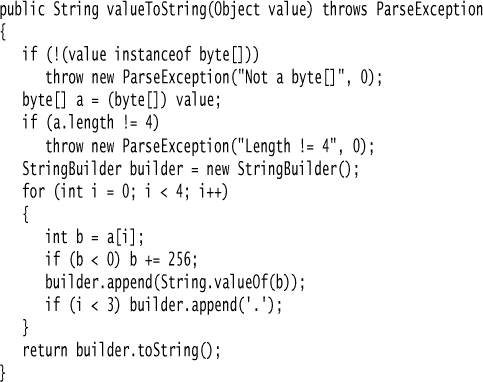 public String valueToString(Object value) throws ParseException
{
if (!(value instanceof byte[]))
throw new ParseException("Not a byte[]", 0);
byte[] a = (byte[]) value;
if (a.length != 4)
throw new ParseException("Length != 4", 0);
StringBuilder builder = new StringBuilder();
for (int i = 0; i < 4; i++)
{
int b = a[i];
if (b < 0) b += 256;
builder.append(String.valueOf(b));
if (i < 3) builder.append('.');
}
return builder.toString();
}